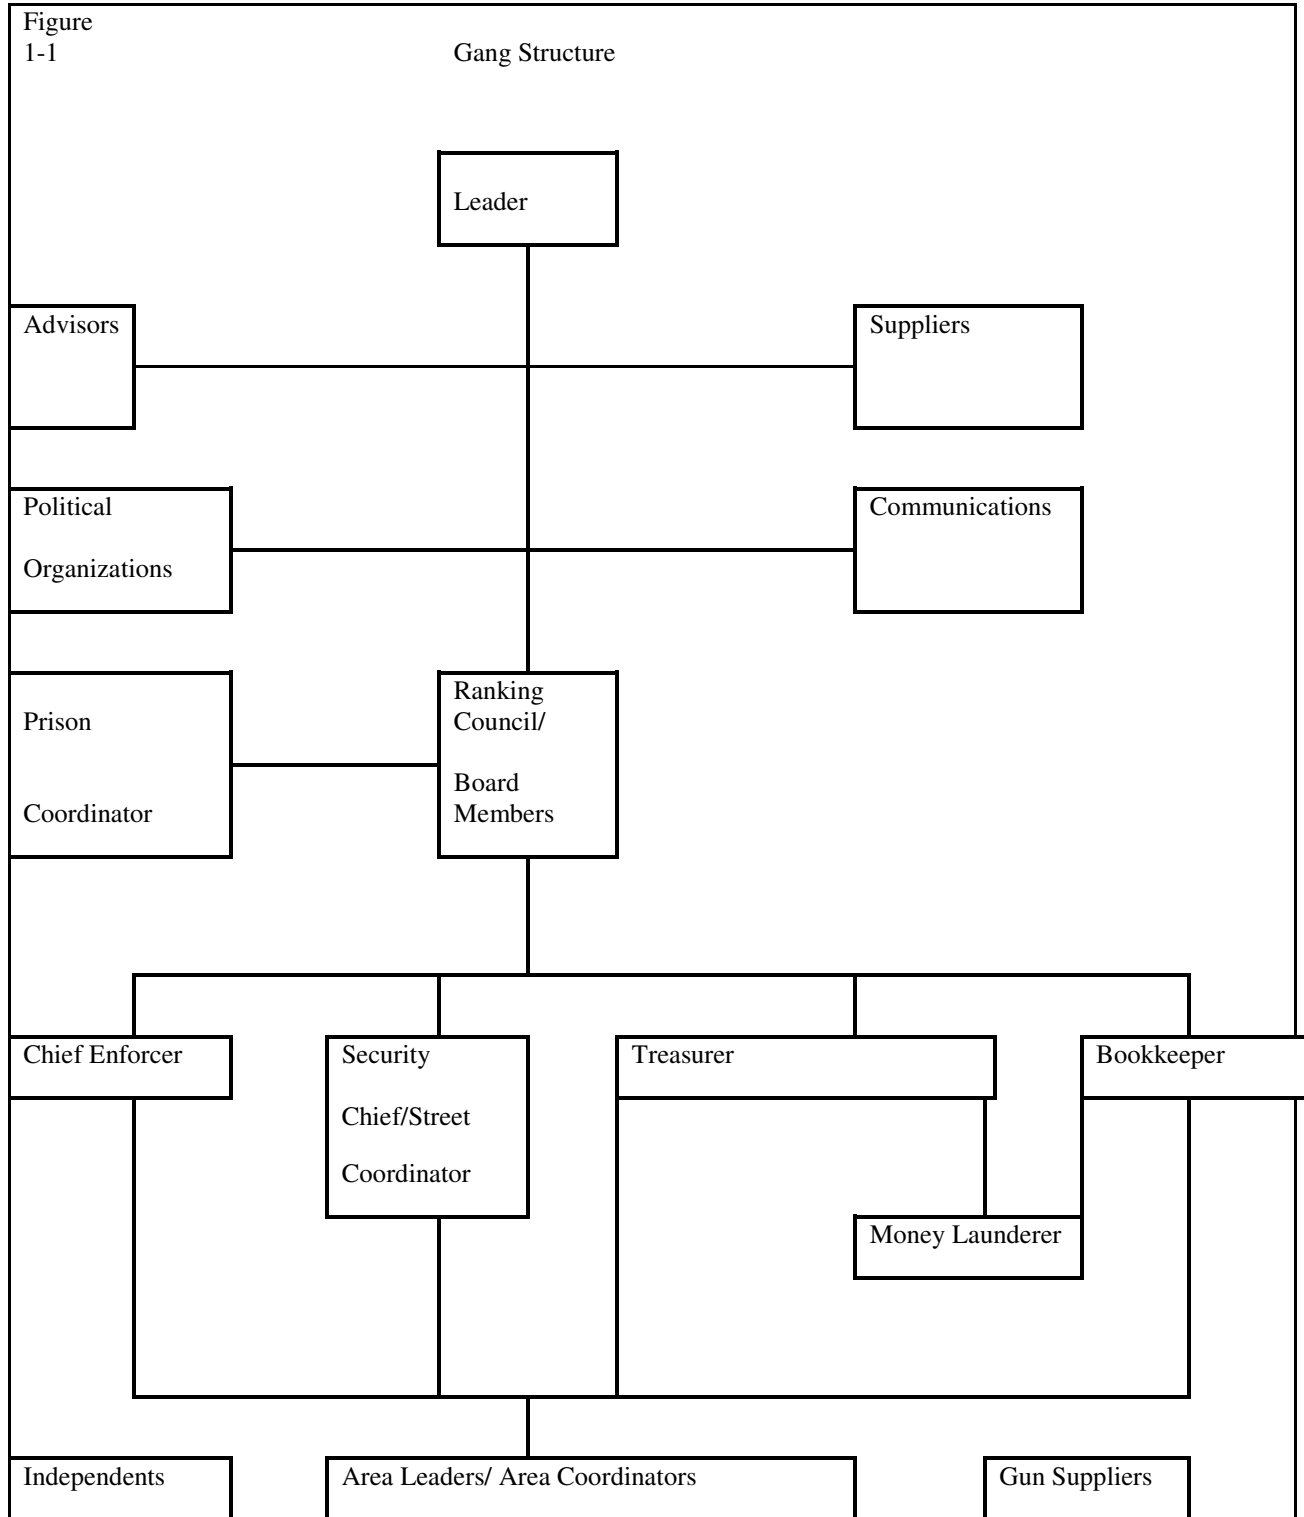 Figure
1-1
Gang Structure
Leader
Advisors
Suppliers
Political
Organizations
Communications
Prison
Coordinator
Ranking
Council/
Board
Members
Chief Enforcer
Security
Chief/Street
Coordinator
Treasurer
Bookkeeper
Money Launderer
Independents
Area Leaders/ Area Coordinators
Gun Suppliers